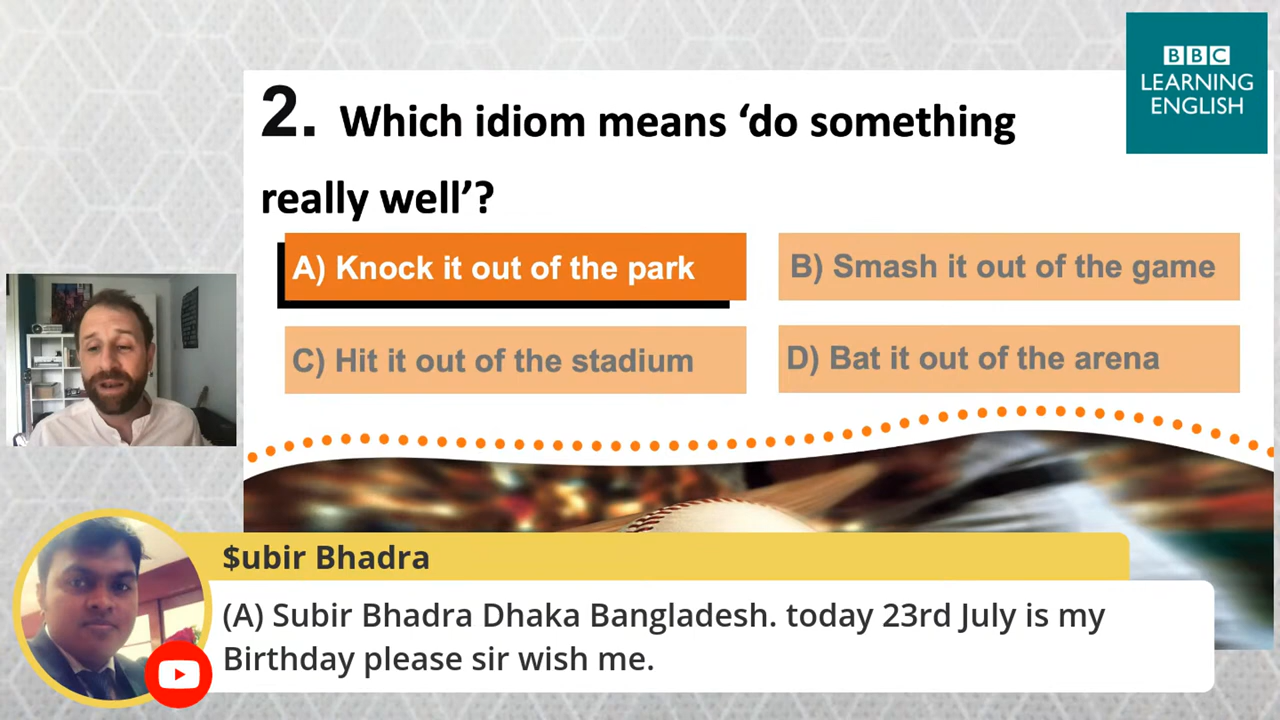 BBC
LEARNING
ENGLISH
2. Which idiom means ‘do something
really well’?
A) Knock it out of the park
B) Smash it out of the game
C) Hit it out of the stadium
D) Bat it out of the arena
$ubir Bhadra
(A) Subir Bhadra Dhaka Bangladesh. today 23rd July is my
Birthday please sir wish me.